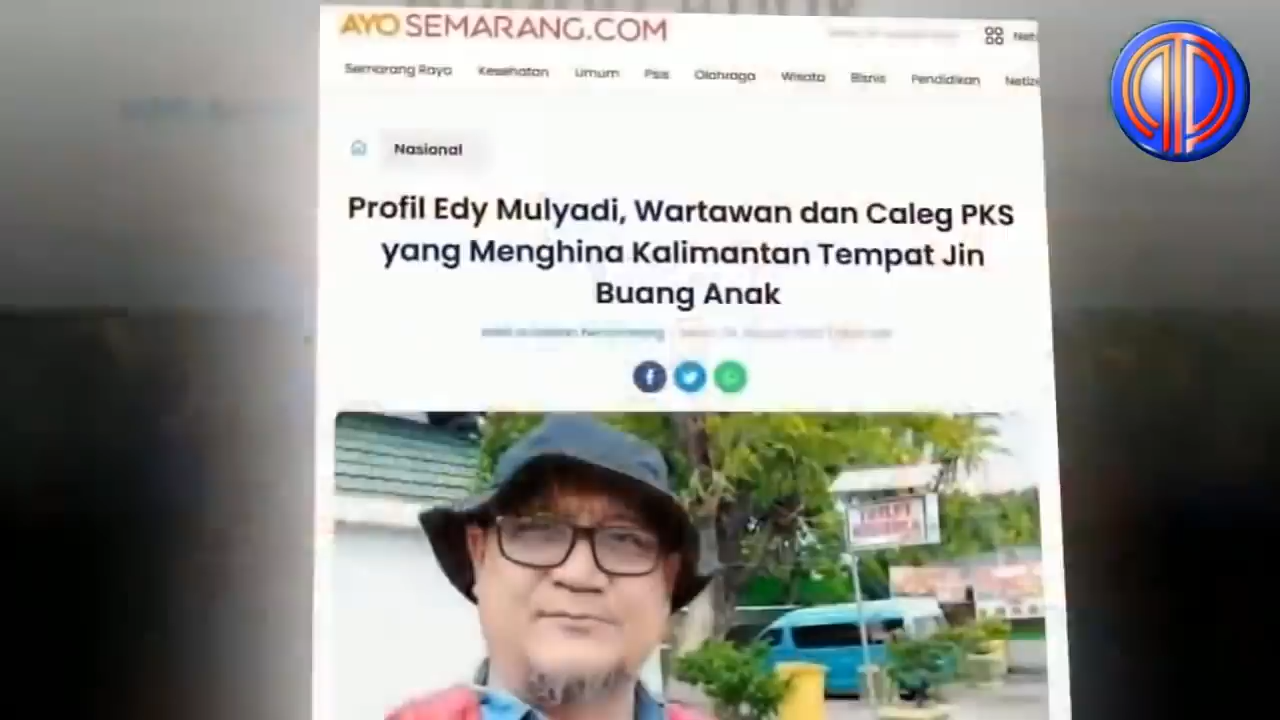 AYOSEMARANG.COM
Semarang Raya Kesehatan Umum Psis Olahraga Wisata Bisnis Pendidikan
Nasional
Profil Edy Mulyadi, Wartawan dan Caleg PKS
yang Menghina Kalimantan Tempat Jin
Buang Anak